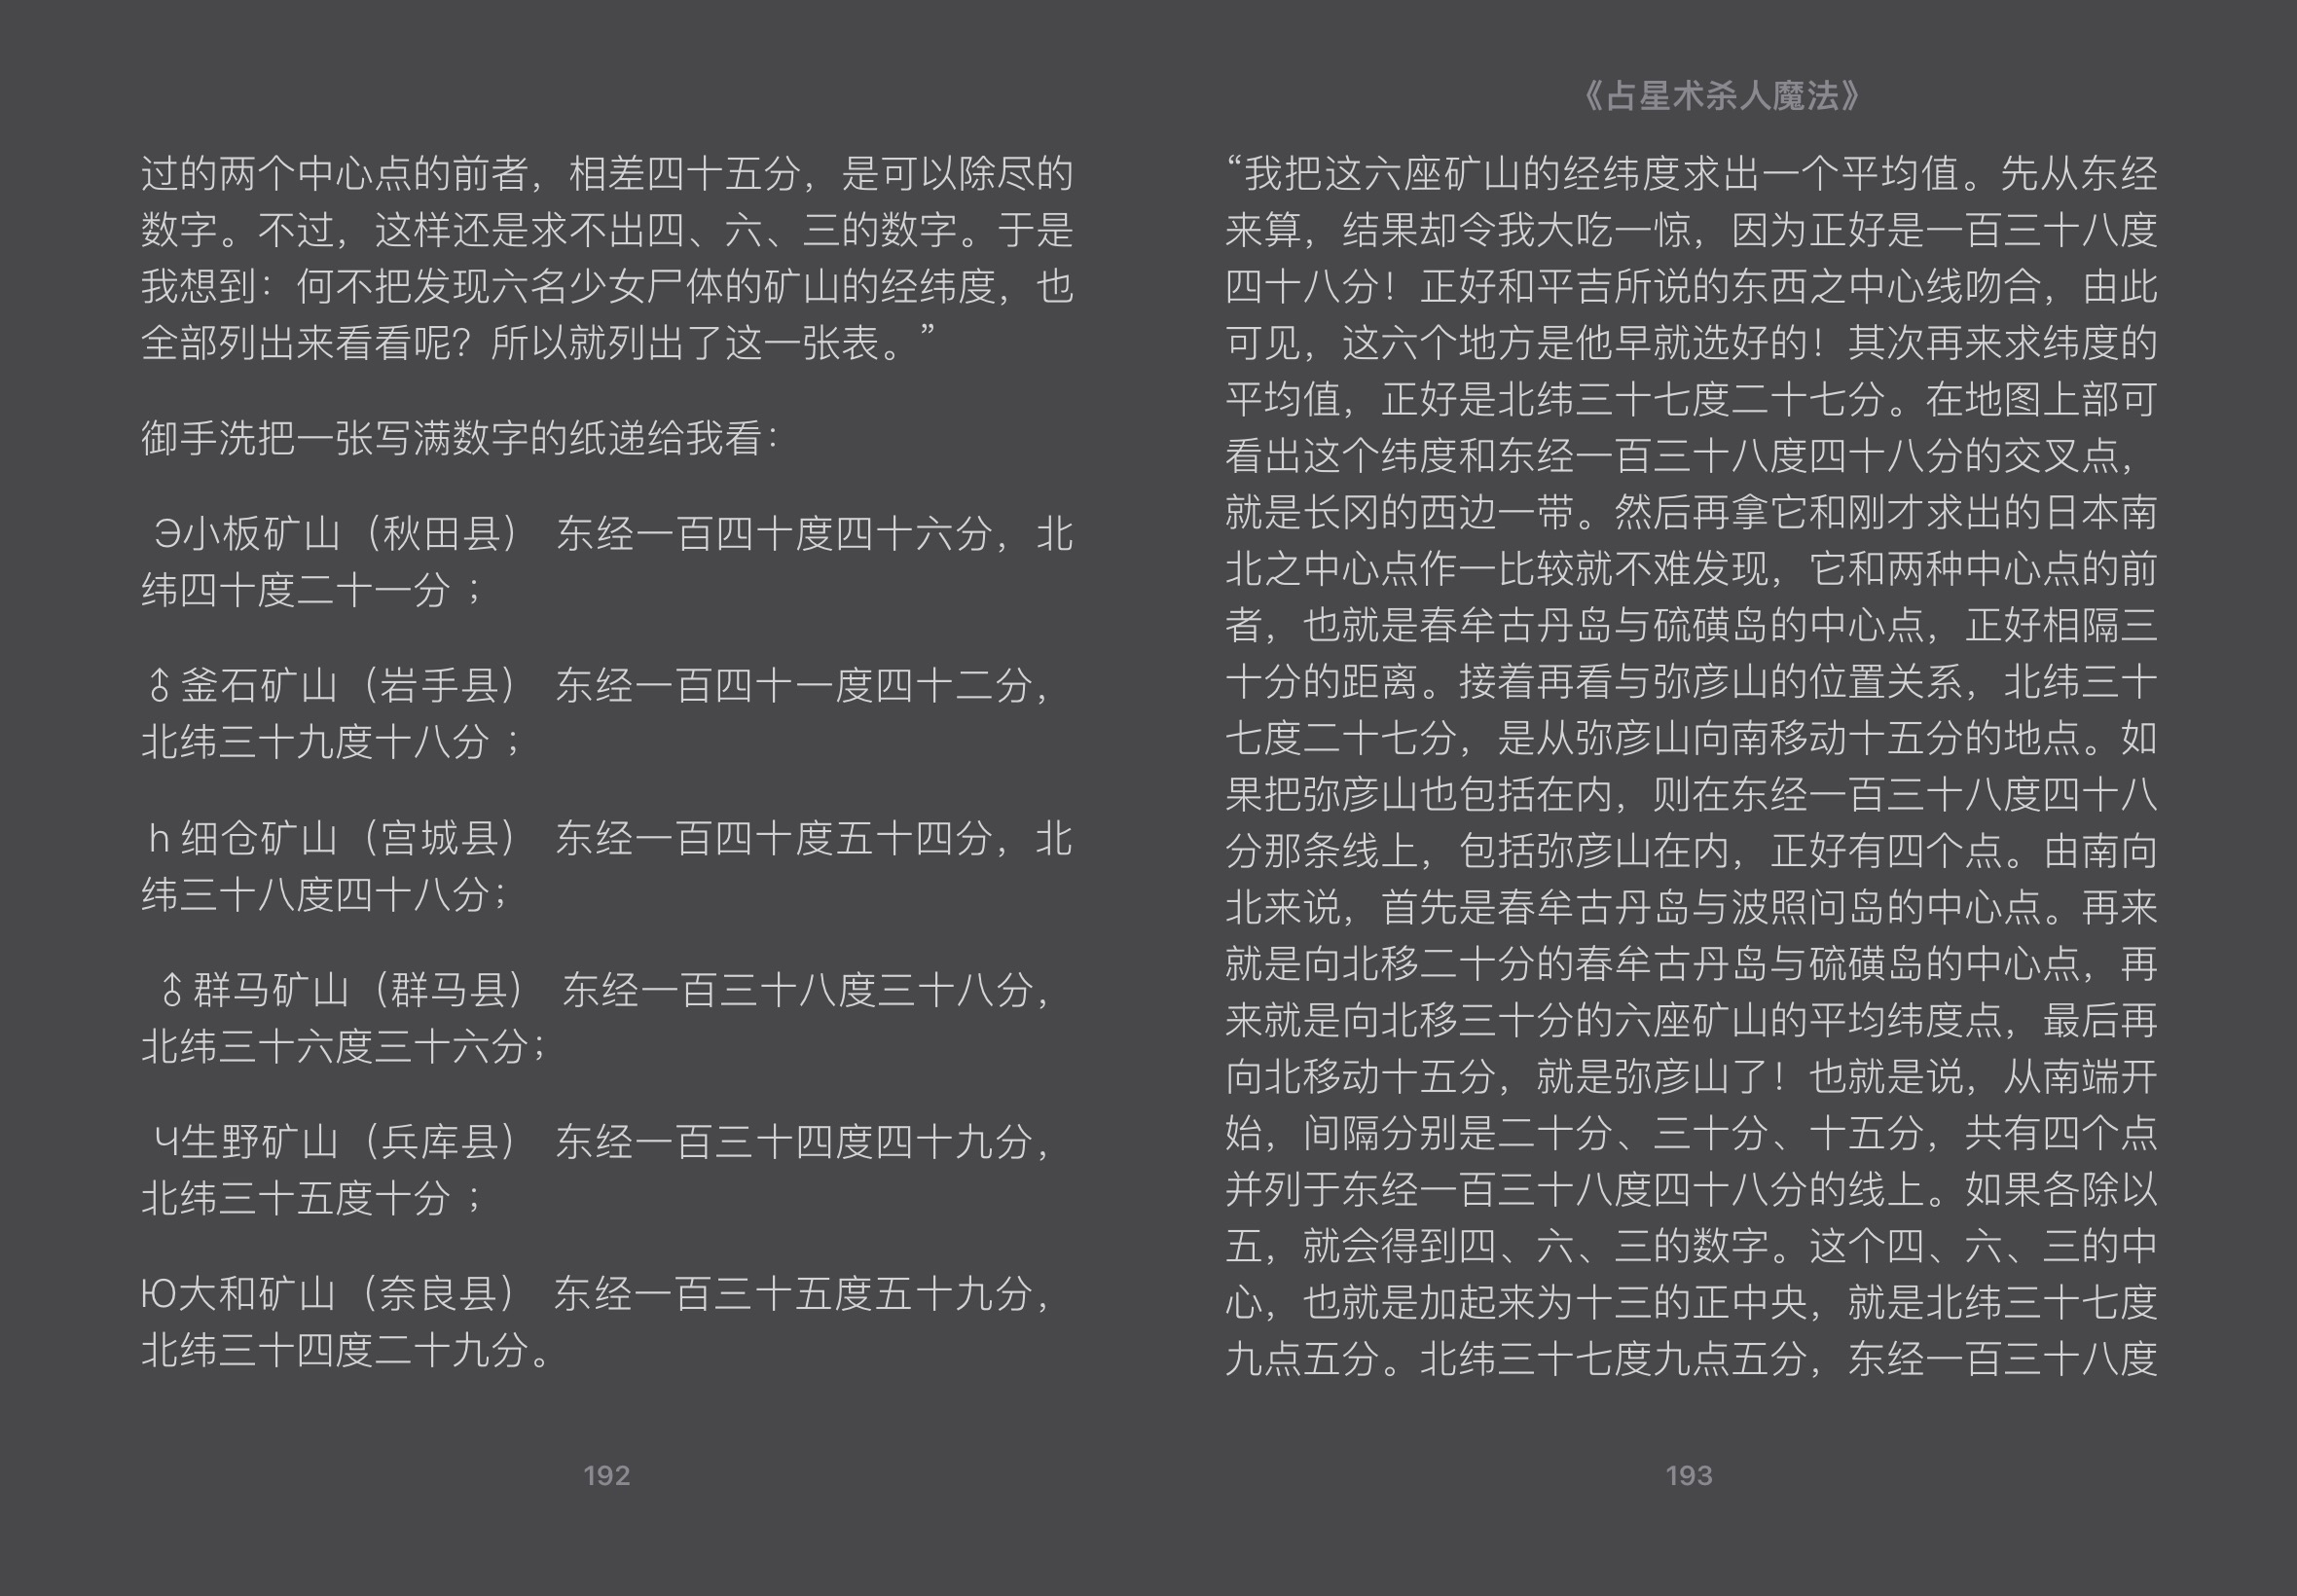 过的两个中心点的前者，相差四十五分，是可以除尽的
数字。不过，这样还是求不出四、六、三的数字。于是
我想到：何不把发现六名少女尸体的矿山的经纬度，也
全部列出来看看呢？所以就列出了这一张表。”
御手洗把一张写满数字的纸递给我看：
Э小板矿山（秋田县） 东经一百四十度四十六分，北
纬四十度二十一分 ；
♁釜石矿山（岩手县） 东经一百四十一度四十二分，
北纬三十九度十八分 ；
h 细仓矿山（宫城县） 东经一百四十度五十四分，北
纬三十八度四十八分；
♁群马矿山（群马县） 东经一百三十八度三十八分，
北纬三十六度三十六分；
Ч生野矿山（兵库县） 东经一百三十四度四十九分，
北纬三十五度十分 ；
Ю大和矿山（奈良县） 东经一百三十五度五十九分，
北纬三十四度二十九分。
192
《占星术杀人魔法》
“我把这六座矿山的经纬度求出一个平均值。先从东经
来算，结果却令我大吃一惊，因为正好是一百三十八度
四十八分！正好和平吉所说的东西之中心线吻合，由此
可见，这六个地方是他早就选好的！其次再来求纬度的
平均值，正好是北纬三十七度二十七分。在地图上部可
看出这个纬度和东经一百三十八度四十八分的交叉点，
就是长冈的西边一带。然后再拿它和刚才求出的日本南
北之中心点作一比较就不难发现，它和两种中心点的前
者，也就是春牟古丹岛与硫磺岛的中心点，正好相隔三
十分的距离。接着再看与弥彦山的位置关系，北纬三十
七度二十七分，是从弥彦山向南移动十五分的地点。如
果把弥彦山也包括在内，则在东经一百三十八度四十八
分那条线上，包括弥彦山在内，正好有四个点。由南向
北来说，首先是春牟古丹岛与波照问岛的中心点。再来
就是向北移二十分的春牟古丹岛与硫磺岛的中心点，再
来就是向北移三十分的六座矿山的平均纬度点，最后再
向北移动十五分，就是弥彦山了！也就是说，从南端开
始，间隔分别是二十分、三十分、十五分，共有四个点
并列于东经一百三十八度四十八分的线上。如果各除以
五，就会得到四、六、三的数字。这个四、六、三的中
心，也就是加起来为十三的正中央，就是北纬三十七度
九点五分。北纬三十七度九点五分，东经一百三十八度
193